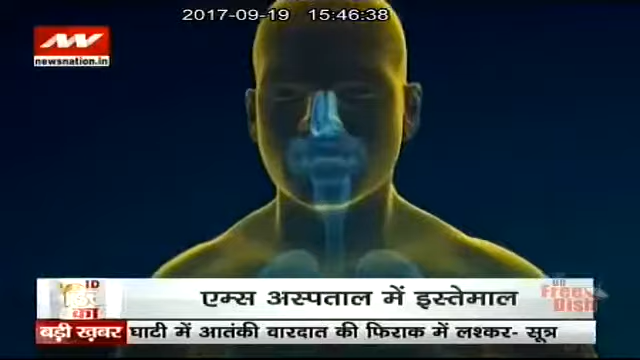 2017-09-19 15:46:38
newsnation.in
एम्स अस्पताल में इस्तेमाल
Free
Dish
बड़ी ख़बर
घाटी में आतंकी वारदात की फिराक में लश्कर- सूत्र